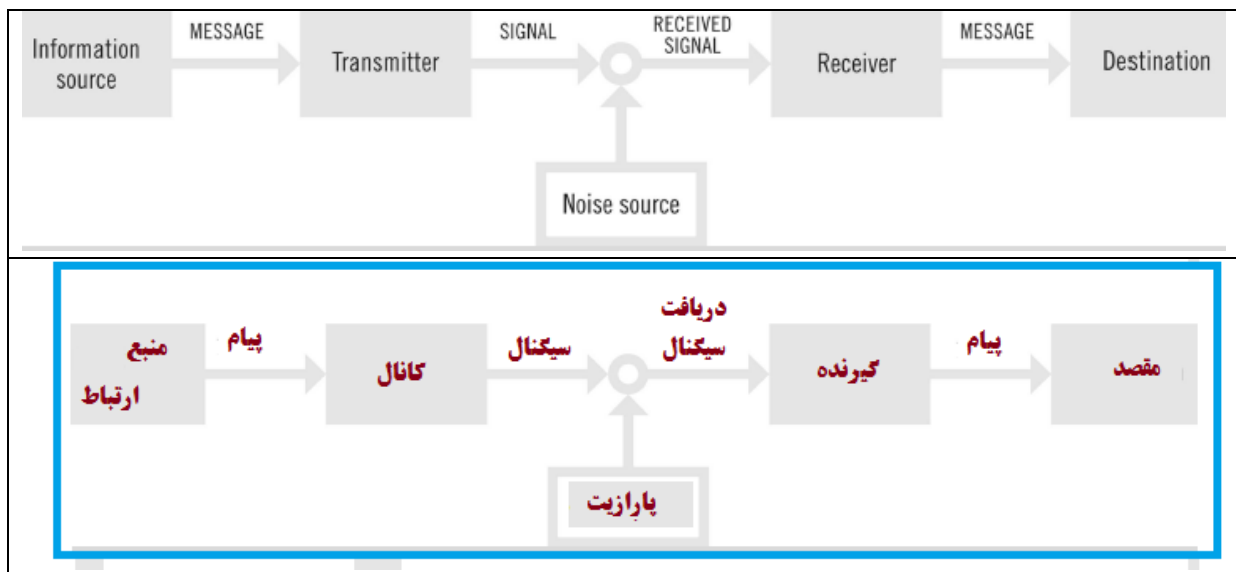 Information
source
MESSAGE
Transmitter
SIGNAL
RECEIVED
SIGNAL
Receiver
MESSAGE
Destination
Noise source
منبع
ارتباط
پیام
کانال
سیگنال
دریافت
سیگنال
گیرنده
پیام
مقصد
پارازیت